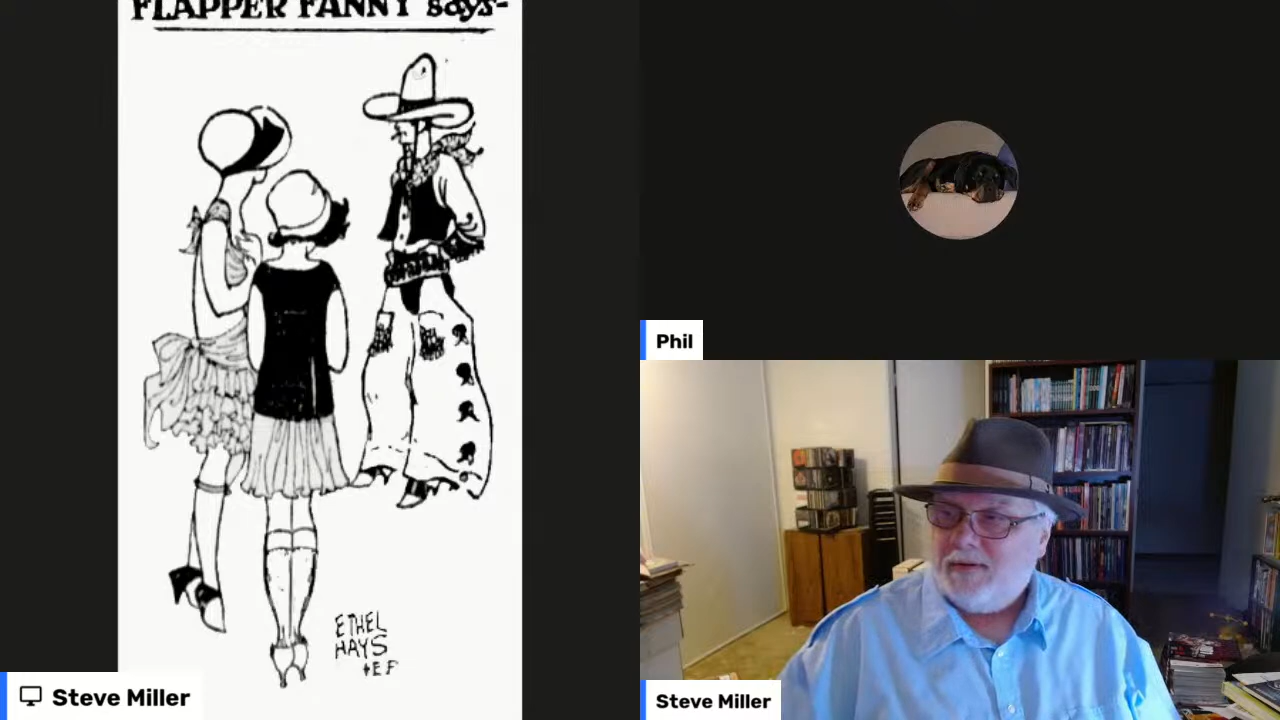 FLAPPER FANNY says-
ETHEL
HAYS
Steve Miller
Phil
Steve Miller